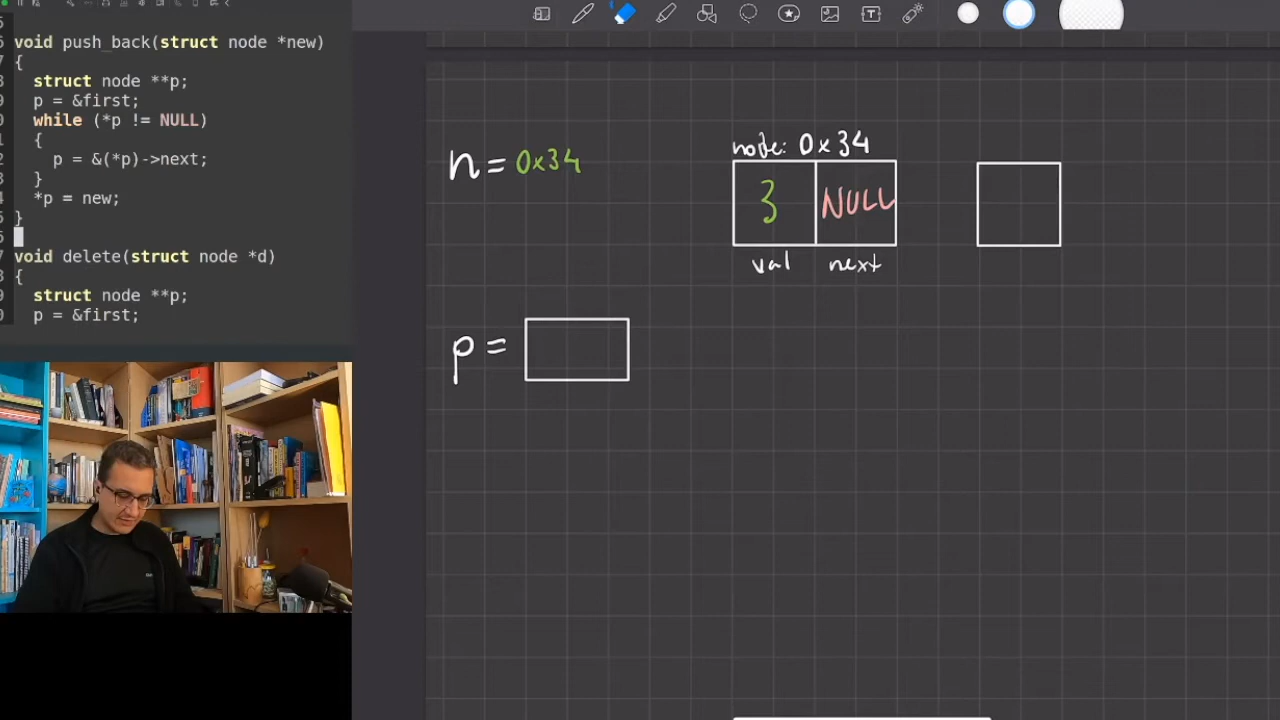 void push_back(struct node *new)
{
struct node **p;
p = &first;
while (*p != NULL)
{
p = &(*p)->next;
}
*p = new;
}
void delete(struct node *d)
{
struct node **p;
p = &first;
n = 0x34
node: 0x34
3 NULL
val next
p =